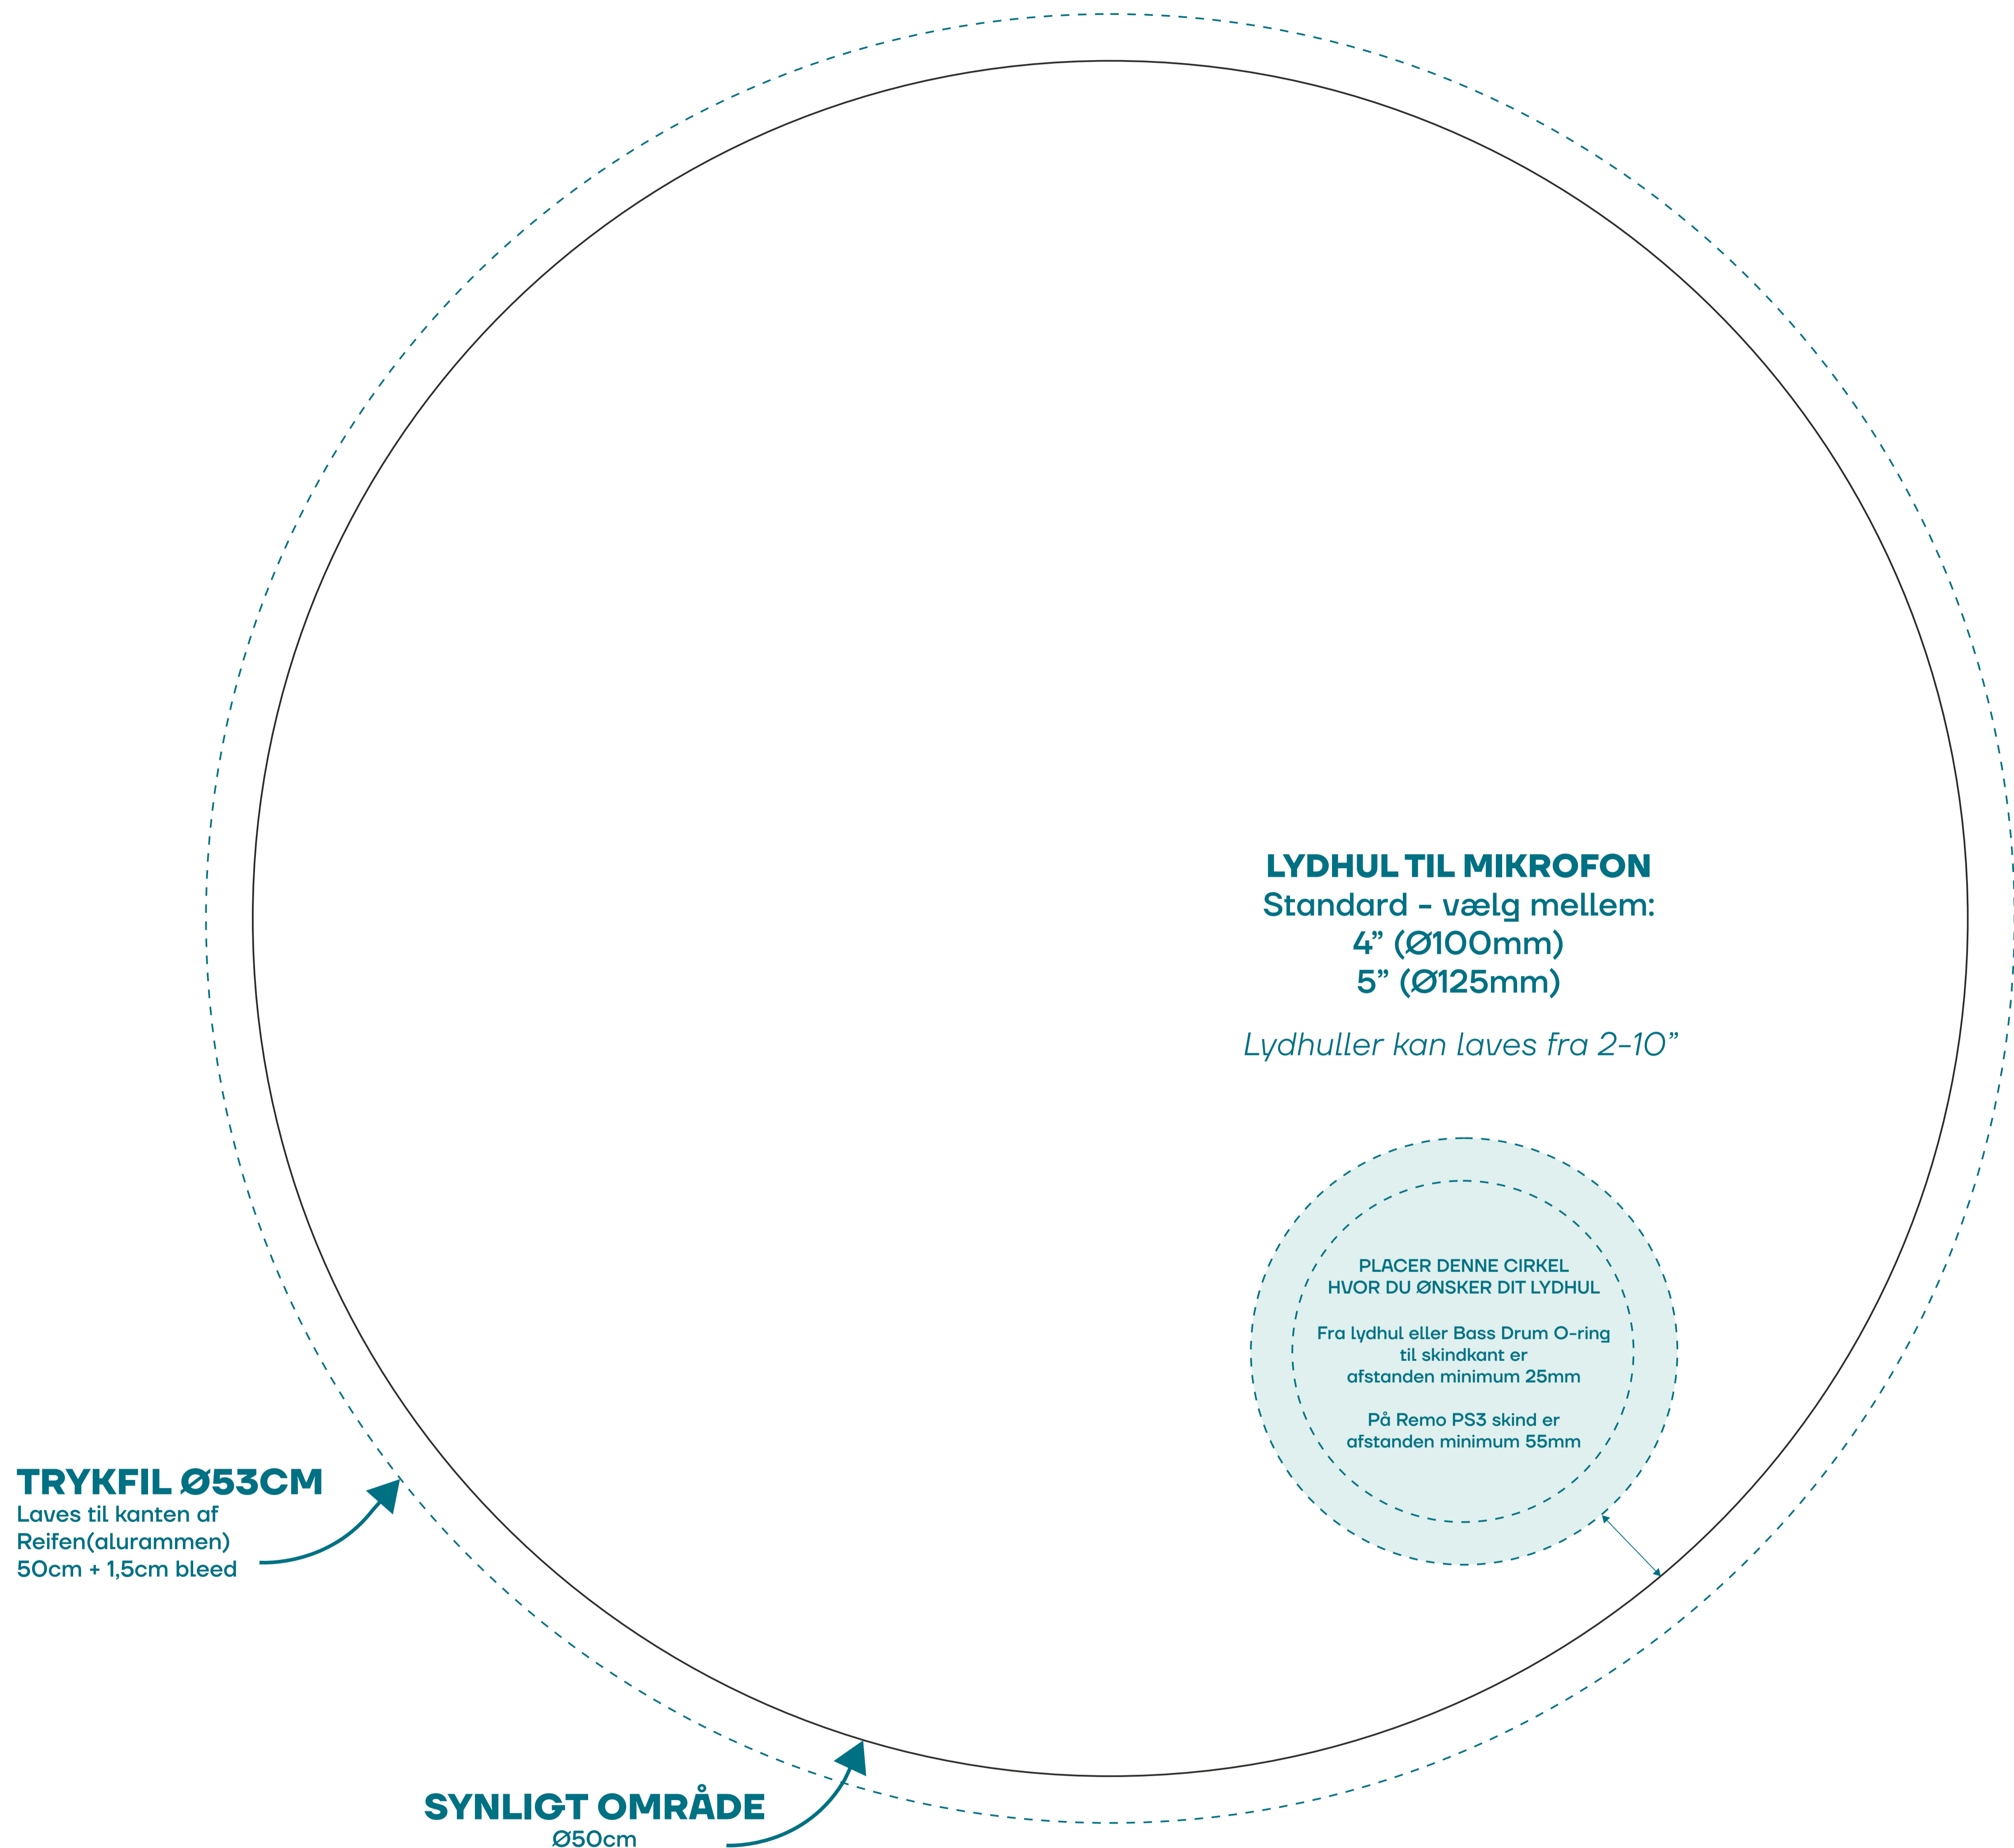 LYDHUL TIL MIKROFON
Standard - vælg mellem:
4” (Ø100mm)
5” (Ø125mm)
Lydhuller kan laves fra 2-10”
PLACER DENNE CIRKEL
HVOR DU ØNSKER DIT LYDHUL
Fra lydhul eller Bass Drum O-ring
til skindkant er
afstanden minimum 25mm
På Remo PS3 skind er
afstanden minimum 55mm
TRYKFIL Ø53CM
Laves til kanten af
Reifen(alurammen)
50cm + 1,5cm bleed
SYNLIGT OMRÅDE
Ø50cm